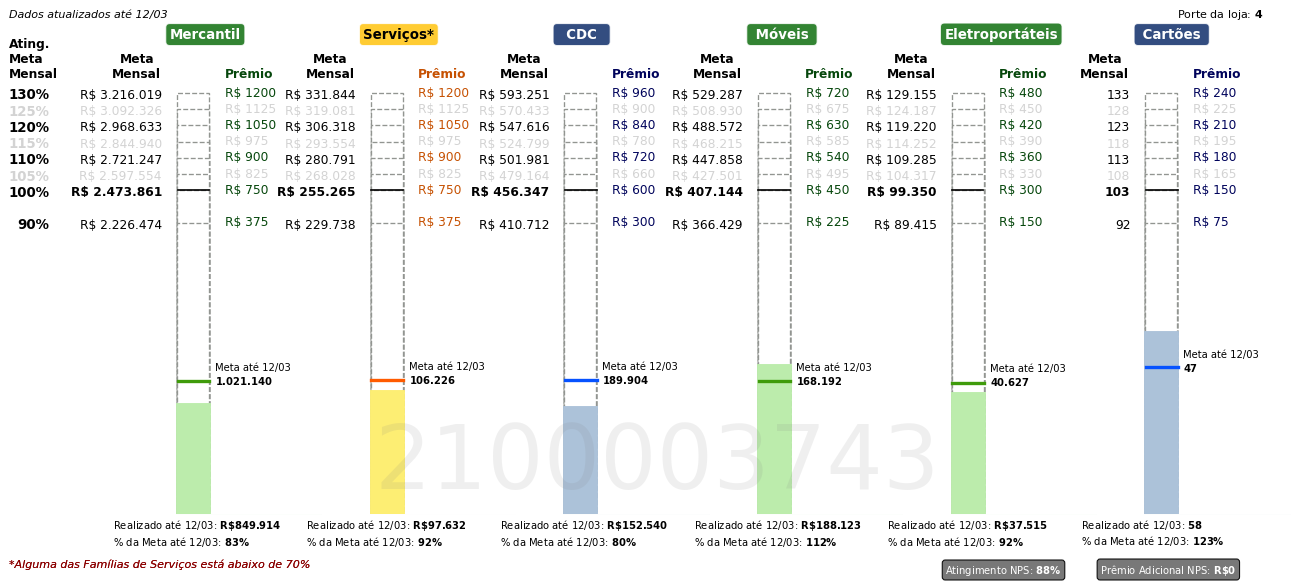 Dados atualizados até 12/03
Porte da loja: 4
Mercantil Serviços* CDC Móveis Eletroportáteis Cartões
Ating. Meta Mensal
Meta Mensal Prêmio Meta Mensal Prêmio Meta Mensal Prêmio Meta Mensal Prêmio Meta Mensal Prêmio Meta Mensal Prêmio
130% R$ 3.216.019 R$ 1200 R$ 331.844 R$ 1200 R$ 593.251 R$ 960 R$ 529.287 R$ 720 R$ 129.155 R$ 480 133 R$ 240
125% R$ 3.092.326 R$ 1125 R$ 319.081 R$ 1125 R$ 570.433 R$ 900 R$ 508.930 R$ 675 R$ 124.187 R$ 450 128 R$ 225
120% R$ 2.968.633 R$ 1050 R$ 306.318 R$ 1050 R$ 547.616 R$ 840 R$ 488.572 R$ 630 R$ 119.220 R$ 420 123 R$ 210
115% R$ 2.844.940 R$ 975 R$ 293.554 R$ 975 R$ 524.799 R$ 780 R$ 468.215 R$ 585 R$ 114.252 R$ 390 118 R$ 195
110% R$ 2.721.247 R$ 900 R$ 280.791 R$ 900 R$ 501.981 R$ 720 R$ 447.858 R$ 540 R$ 109.285 R$ 360 113 R$ 180
105% R$ 2.597.554 R$ 825 R$ 268.028 R$ 825 R$ 479.164 R$ 660 R$ 427.501 R$ 495 R$ 104.317 R$ 330 108 R$ 165
100% R$ 2.473.861 R$ 750 R$ 255.265 R$ 750 R$ 456.347 R$ 600 R$ 407.144 R$ 450 R$ 99.350 R$ 300 103 R$ 150
90% R$ 2.226.474 R$ 375 R$ 229.738 R$ 375 R$ 410.712 R$ 300 R$ 366.429 R$ 225 R$ 89.415 R$ 150 92 R$ 75
Meta até 12/03 Meta até 12/03 Meta até 12/03 Meta até 12/03 Meta até 12/03 Meta até 12/03
1.021.140 106.226 189.904 168.192 40.627 47
2100003743
Realizado até 12/03: R$849.914 Realizado até 12/03: R$97.632 Realizado até 12/03: R$152.540 Realizado até 12/03: R$188.123 Realizado até 12/03: R$37.515 Realizado até 12/03: 58
% da Meta até 12/03: 83% % da Meta até 12/03: 92% % da Meta até 12/03: 80% % da Meta até 12/03: 112% % da Meta até 12/03: 92% % da Meta até 12/03: 123%
*Alguma das Famílias de Serviços está abaixo de 70%
Atingimento NPS: 88% Prêmio Adicional NPS: R$0